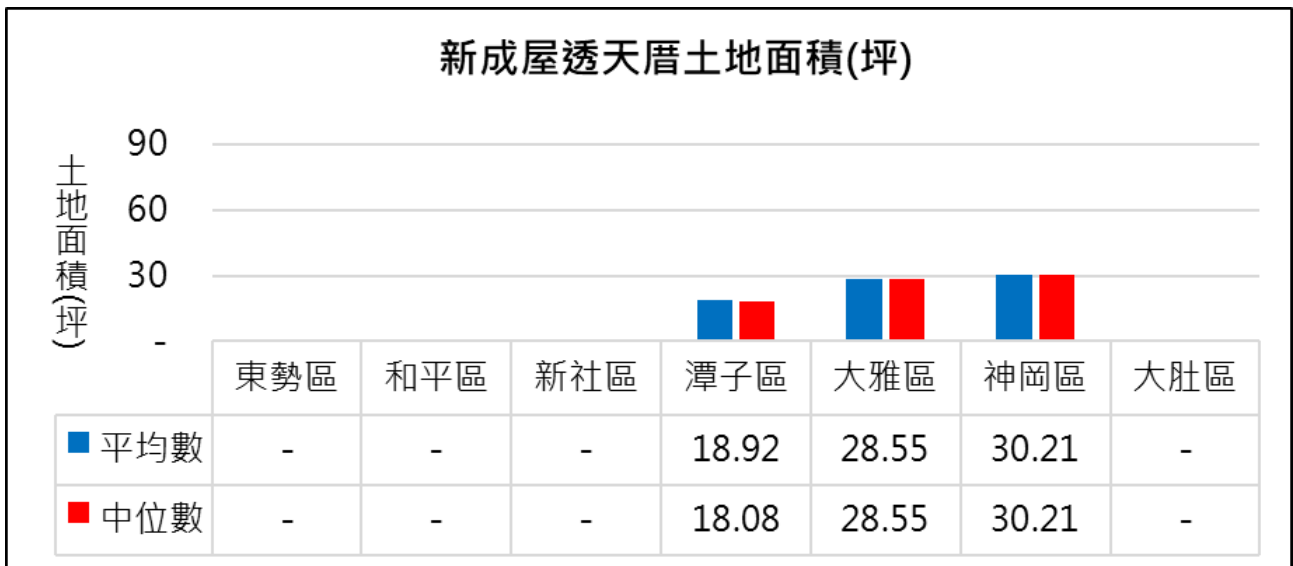 新成屋透天厝土地面積(坪)
土地面積(坪)
90
60
30
-
東勢區 和平區 新社區 潭子區 大雅區 神岡區 大肚區
平均數 - - - 18.92 28.55 30.21 -
中位數 - - - 18.08 28.55 30.21 -